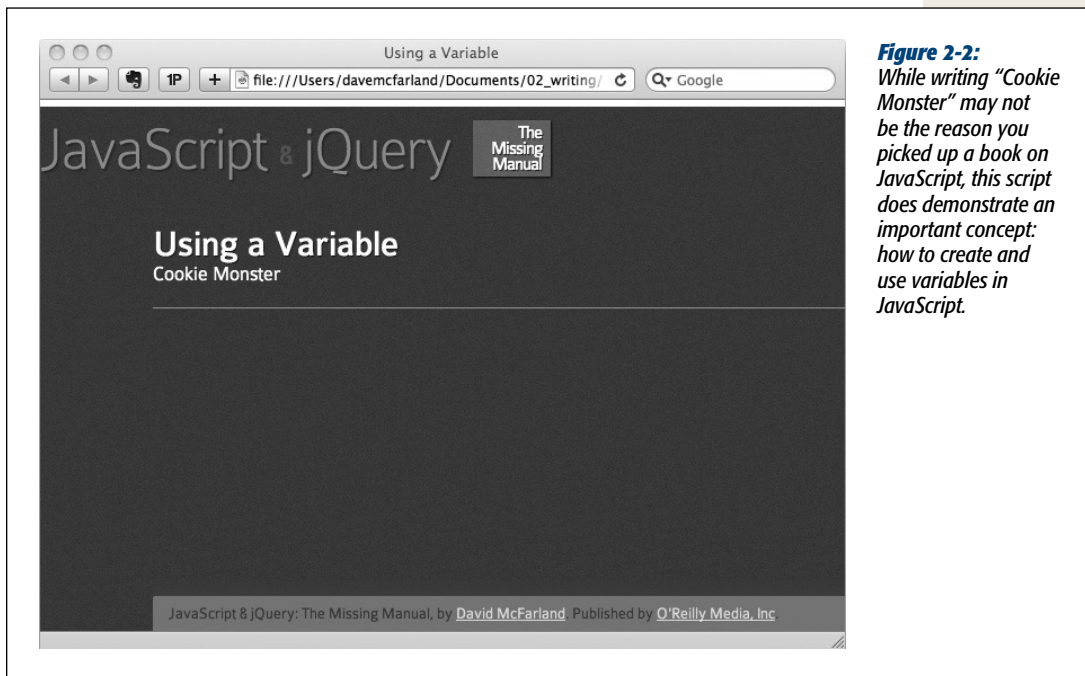 Using a Variable
1P
+
file:///Users/davemcfarland/Documents/02_writing/
Google
JavaScript & jQuery
The
Missing
Manual
Using a Variable
Cookie Monster
JavaScript & jQuery: The Missing Manual, by David McFarland. Published by O'Reilly Media, Inc.
Figure 2-2:
While writing “Cookie
Monster” may not
be the reason you
picked up a book on
JavaScript, this script
does demonstrate an
important concept:
how to create and
use variables in
JavaScript.